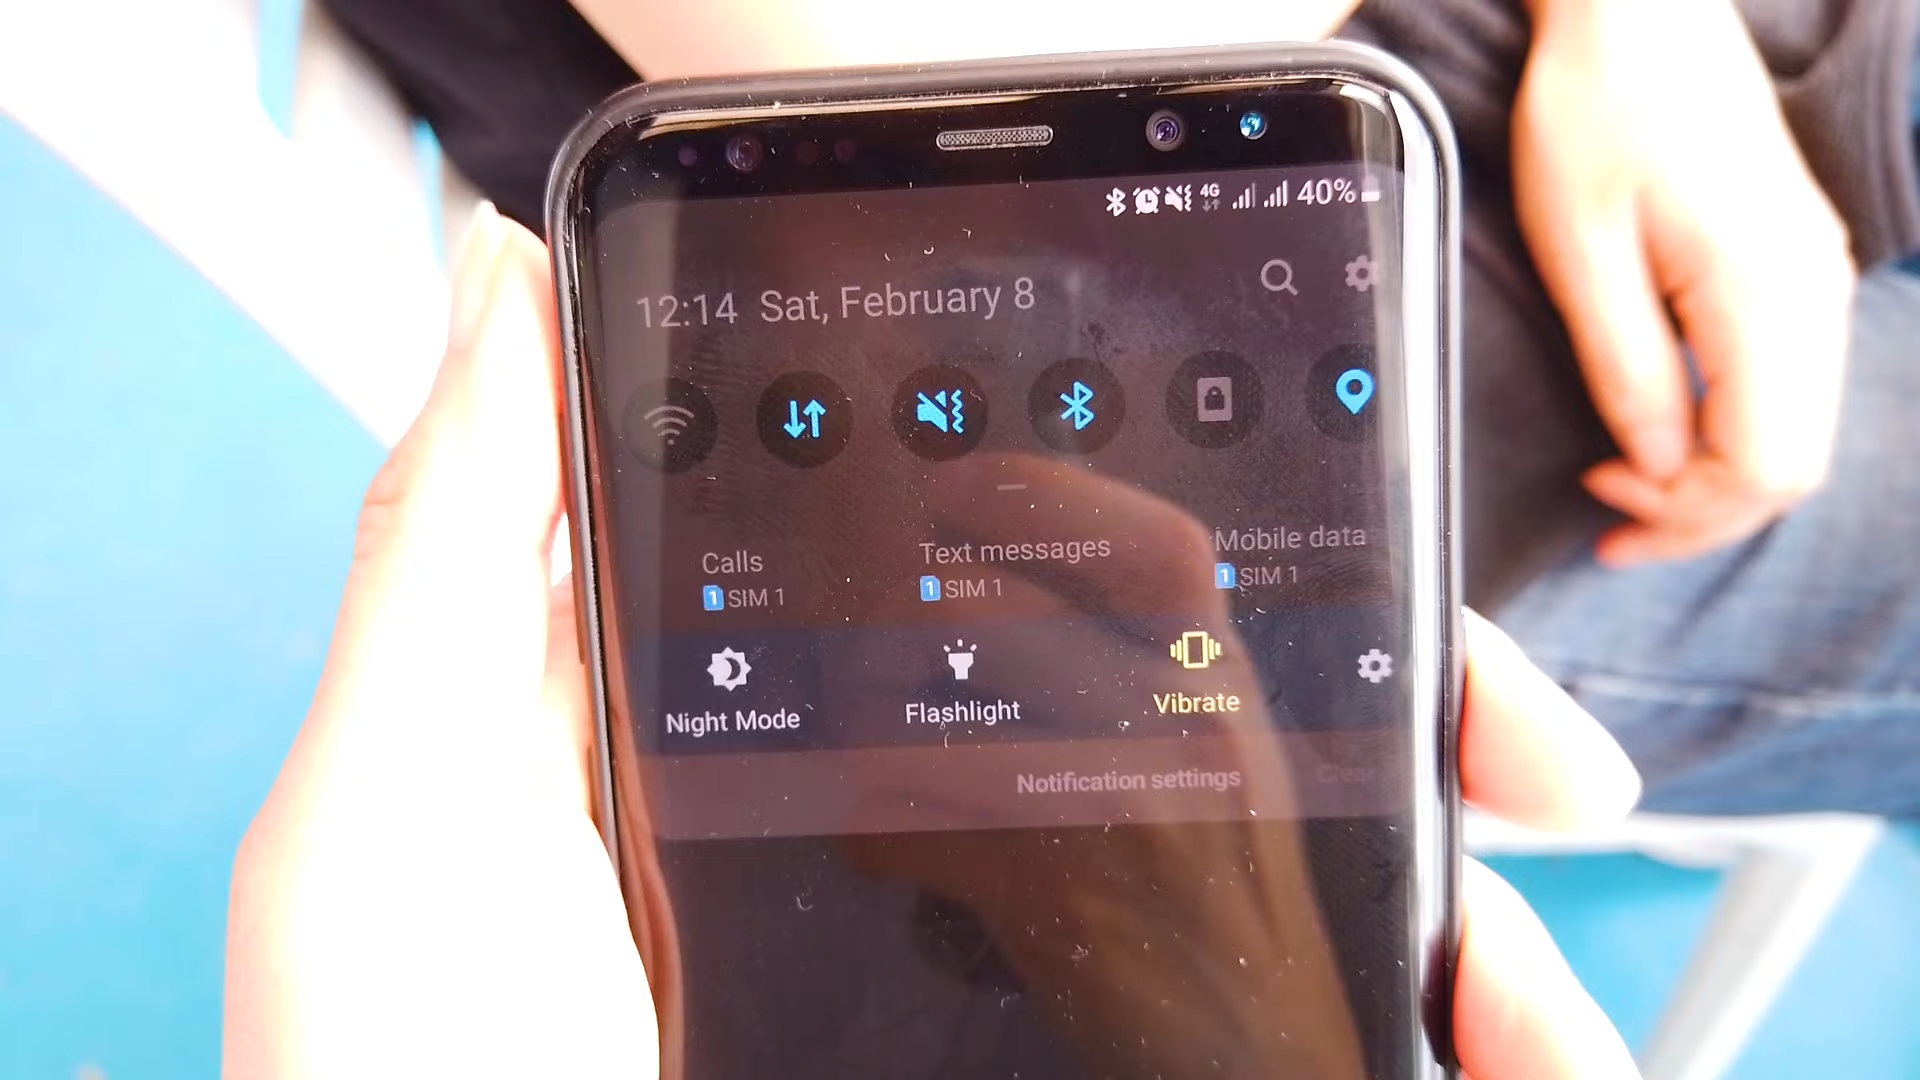 4G 40%
12:14 Sat, February 8
Calls Text messages Mobile data
1 SIM 1 1 SIM 1 1 SIM 1
Night Mode Flashlight Vibrate
Notification settings Clear